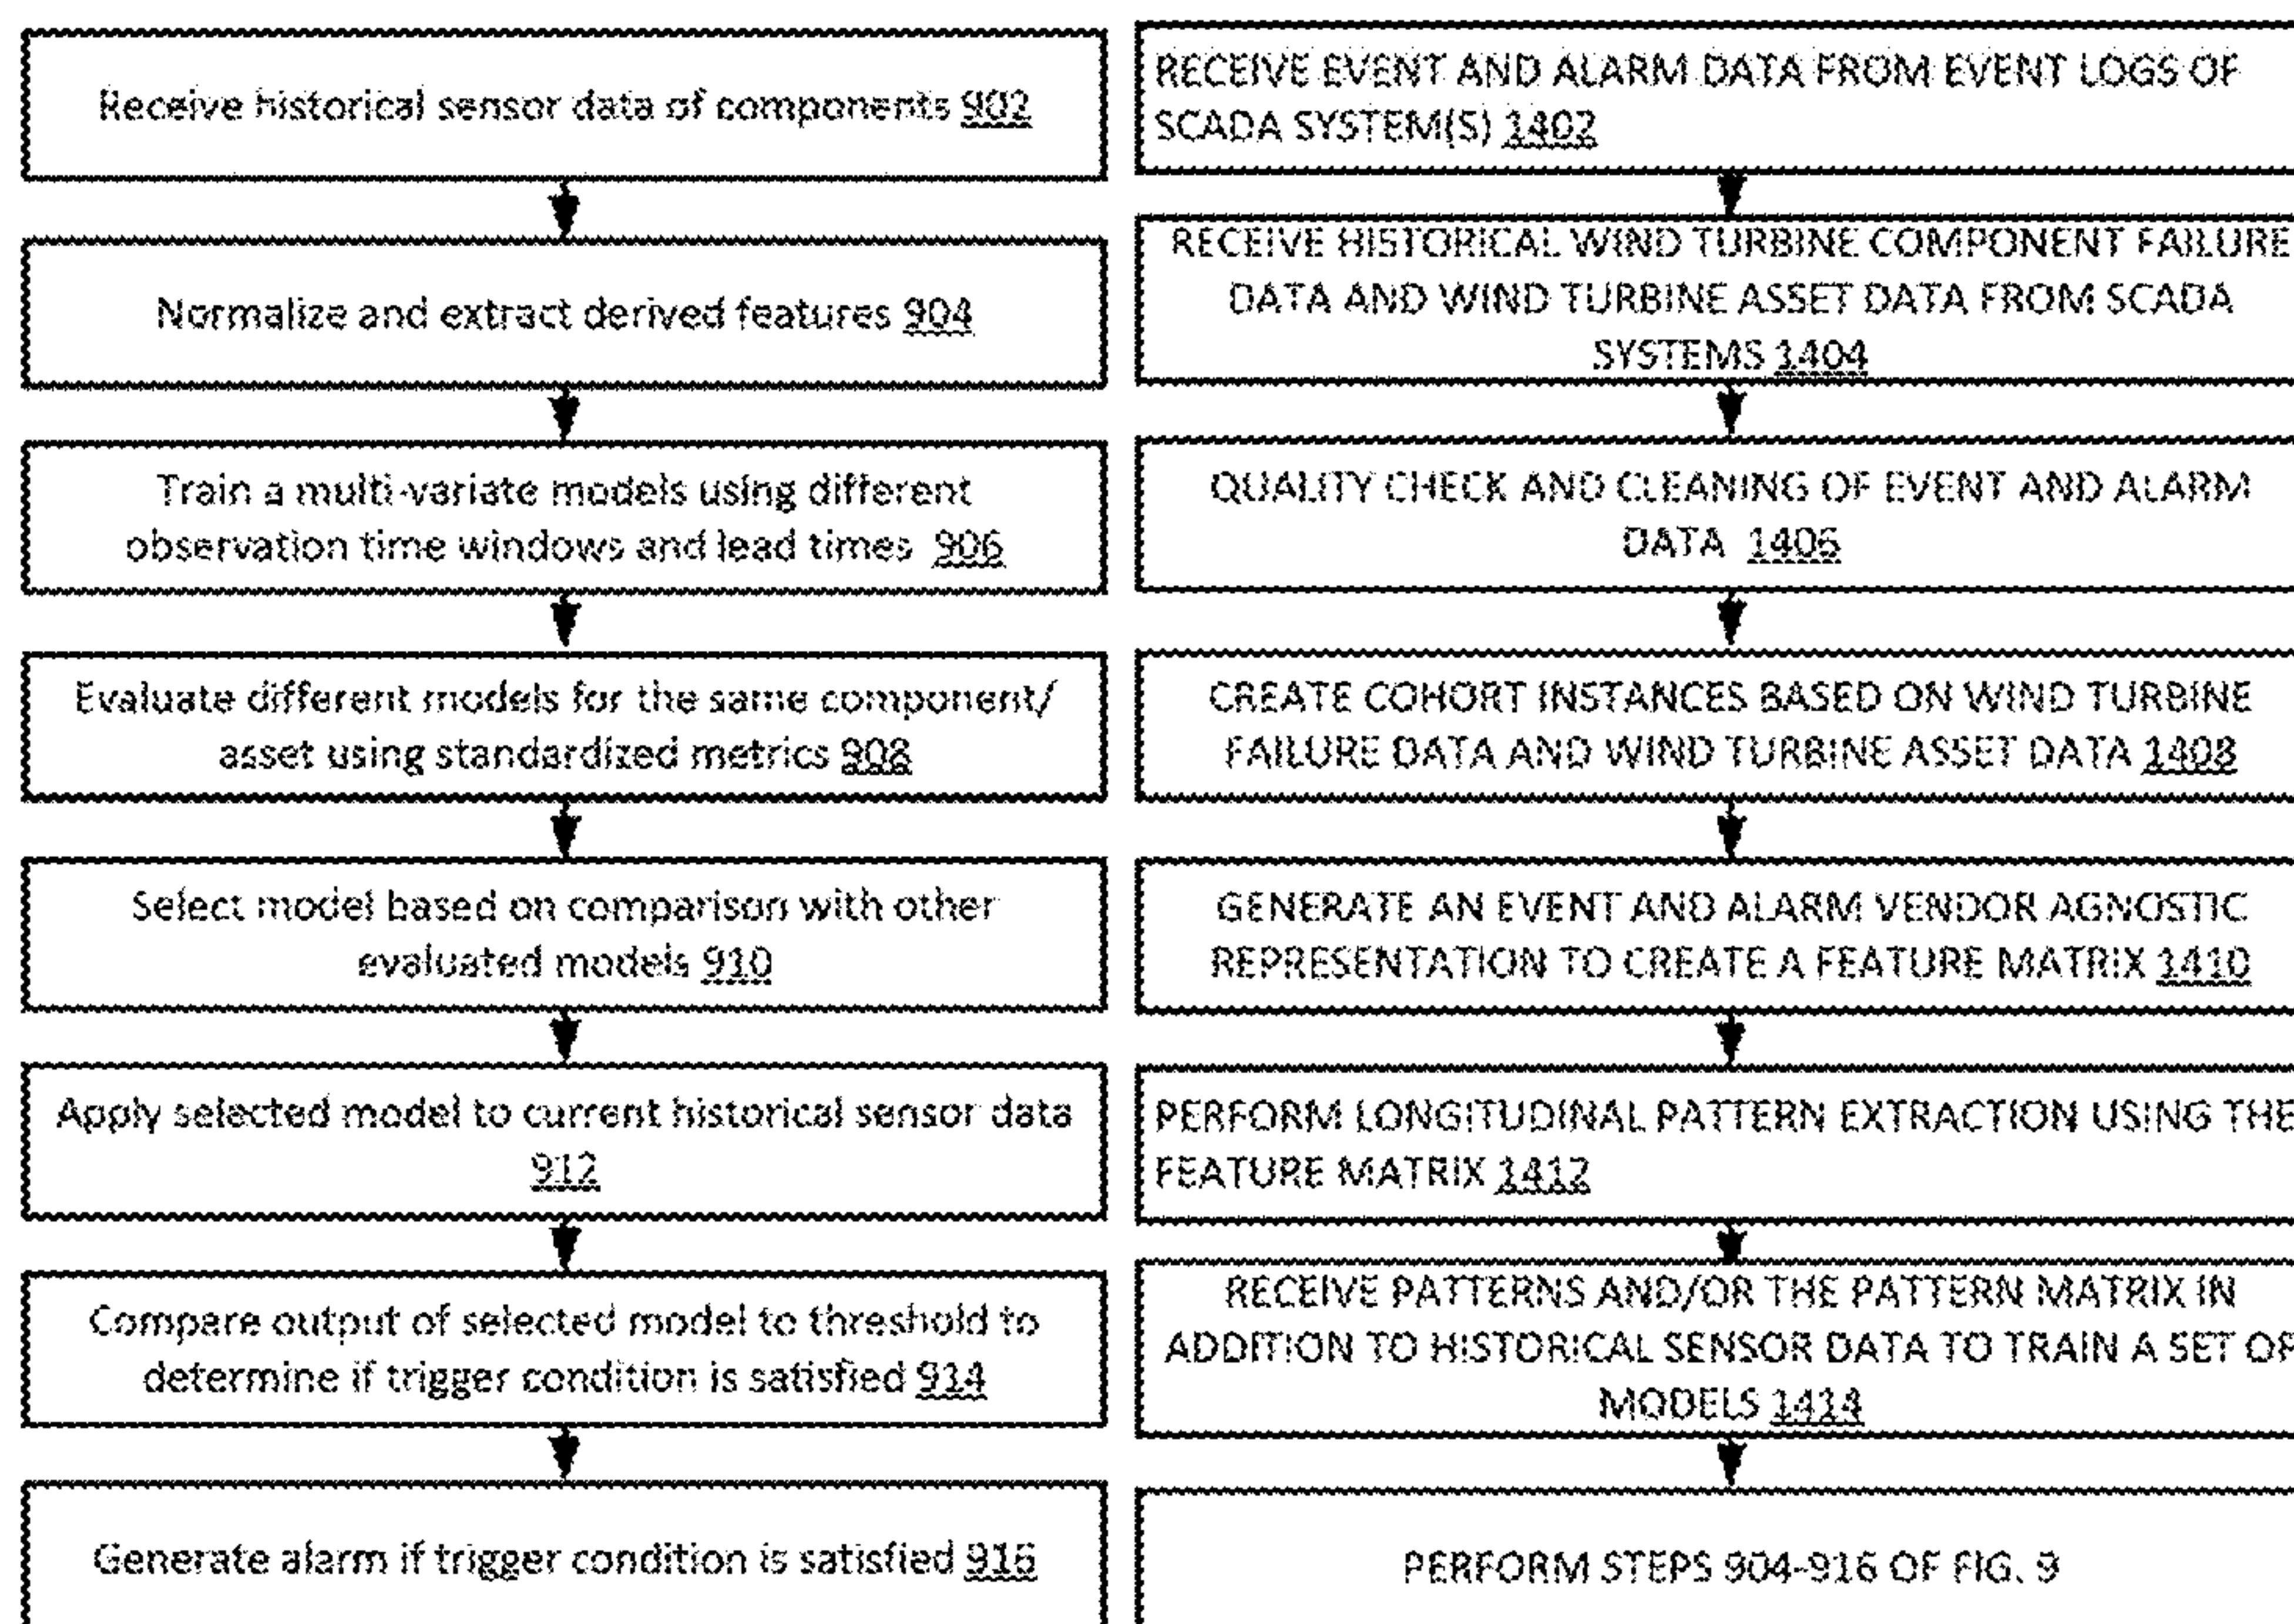 Receive historical sensor data of components 902
Normalize and extract derived features 904
Train a multi-variate models using different
observation time windows and lead times 906
Evaluate different models for the same component/
asset using standardized metrics 908
Select model based on comparison with other
evaluated models 910
Apply selected model to current historical sensor data
912
Compare output of selected model to threshold to
determine if trigger condition is satisfied 914
Generate alarm if trigger condition is satisfied 916
RECEIVE EVENT AND ALARM DATA FROM EVENT LOGS OF
SCADA SYSTEM(S) 1402
RECEIVE HISTORICAL WIND TURBINE COMPONENT FAILURE
DATA AND WIND TURBINE ASSET DATA FROM SCADA
SYSTEMS 1404
QUALITY CHECK AND CLEANING OF EVENT AND ALARM
DATA 1406
CREATE COHORT INSTANCES BASED ON WIND TURBINE
FAILURE DATA AND WIND TURBINE ASSET DATA 1408
GENERATE AN EVENT AND ALARM VENDOR AGNOSTIC
REPRESENTATION TO CREATE A FEATURE MATRIX 1410
PERFORM LONGITUDINAL PATTERN EXTRACTION USING THE
FEATURE MATRIX 1412
RECEIVE PATTERNS AND/OR THE PATTERN MATRIX IN
ADDITION TO HISTORICAL SENSOR DATA TO TRAIN A SET OF
MODELS 1414
PERFORM STEPS 904-916 OF FIG. 9